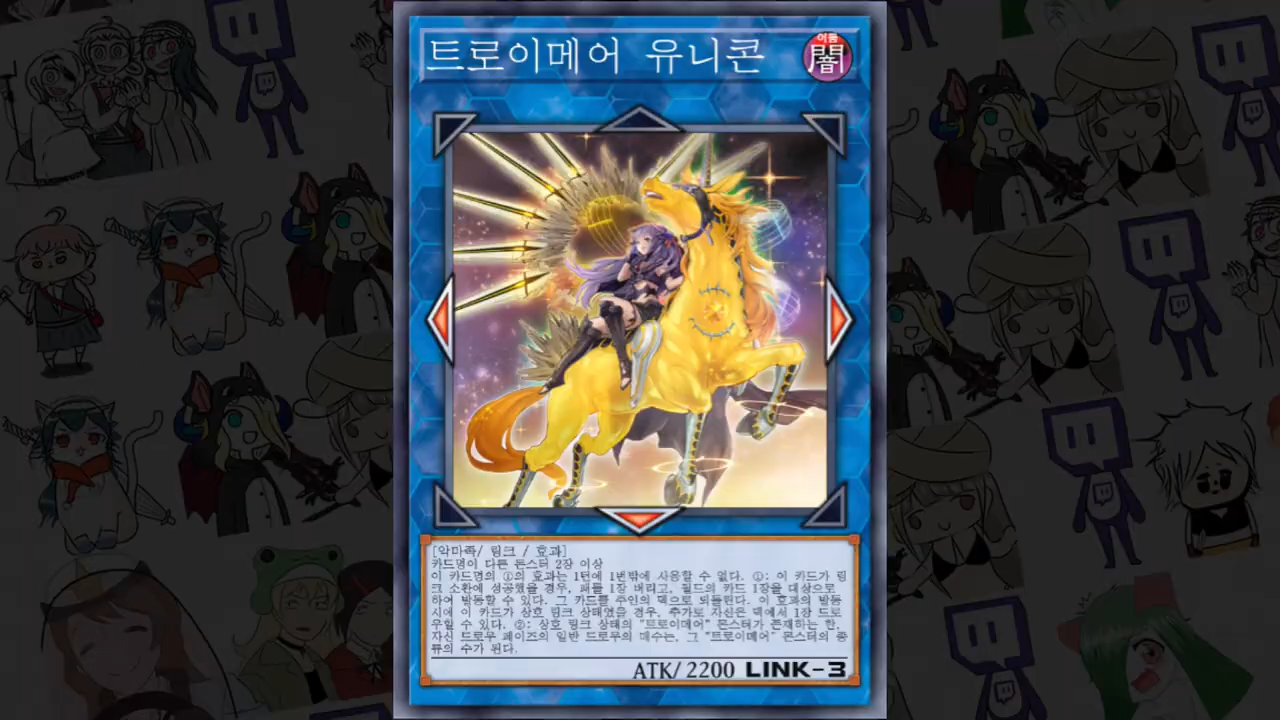 트로이메어 유니콘
어둠
闇
[악마족/ 링크 / 효과]
카드명이 다른 몬스터 2장 이상
이 카드명의 ①의 효과는 1턴에 1번밖에 사용할 수 없다. ①: 이 카드가 링
크 소환에 성공했을 경우, 패를 1장 버리고, 필드의 카드 1장을 대상으로
하여 발동할 수 있다. 그 카드를 주인의 덱으로 되돌린다. 이 효과의 발동
시에 이 카드가 상호 링크 상태였을 경우, 추가로 자신은 덱에서 1장 드로
우할 수 있다. ②: 상호 링크 상태의 "트로이메어" 몬스터가 존재하는 한,
자신 드로우 페이즈의 일반 드로우의 매수는, 그 "트로이메어" 몬스터의 종
류의 수가 된다.
ATK/ 2200 LINK-3